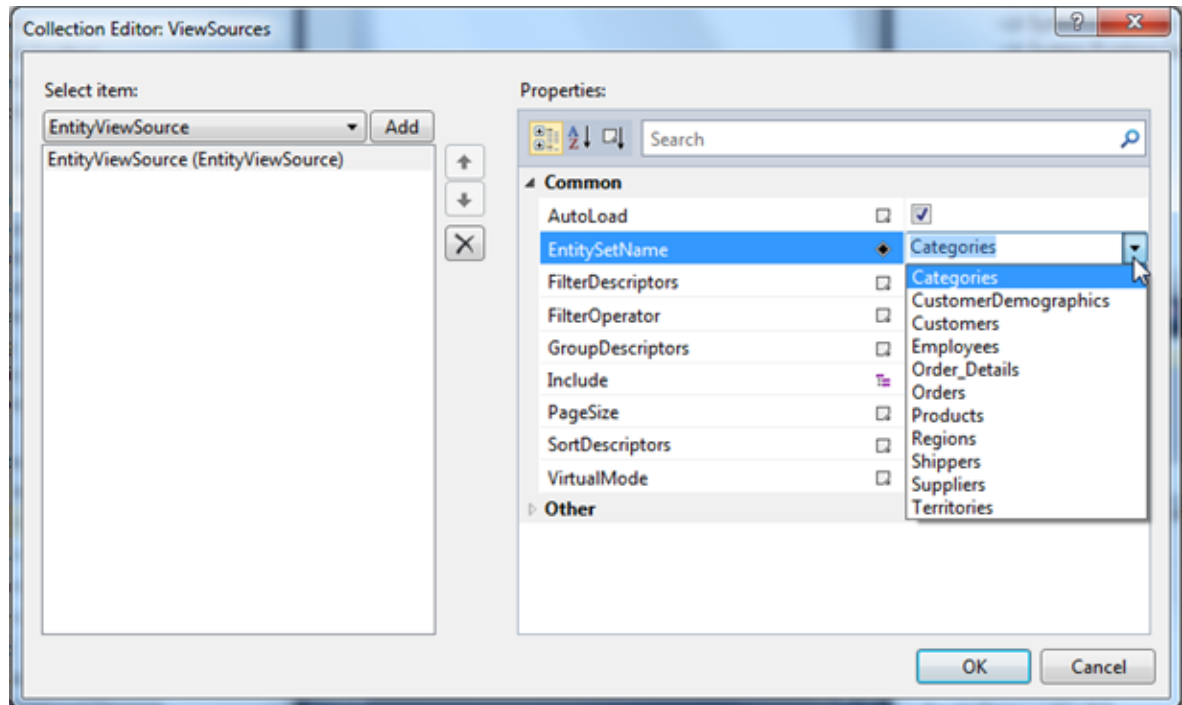 Collection Editor: ViewSources
Select item:
EntityViewSource
Add
EntityViewSource (EntityViewSource)
Properties:
Search
Common
AutoLoad
EntitySetName Categories
FilterDescriptors
FilterOperator
GroupDescriptors
Include
PageSize
SortDescriptors
VirtualMode
Other
Categories
CustomerDemographics
Customers
Employees
Order_Details
Orders
Products
Regions
Shippers
Suppliers
Territories
OK
Cancel